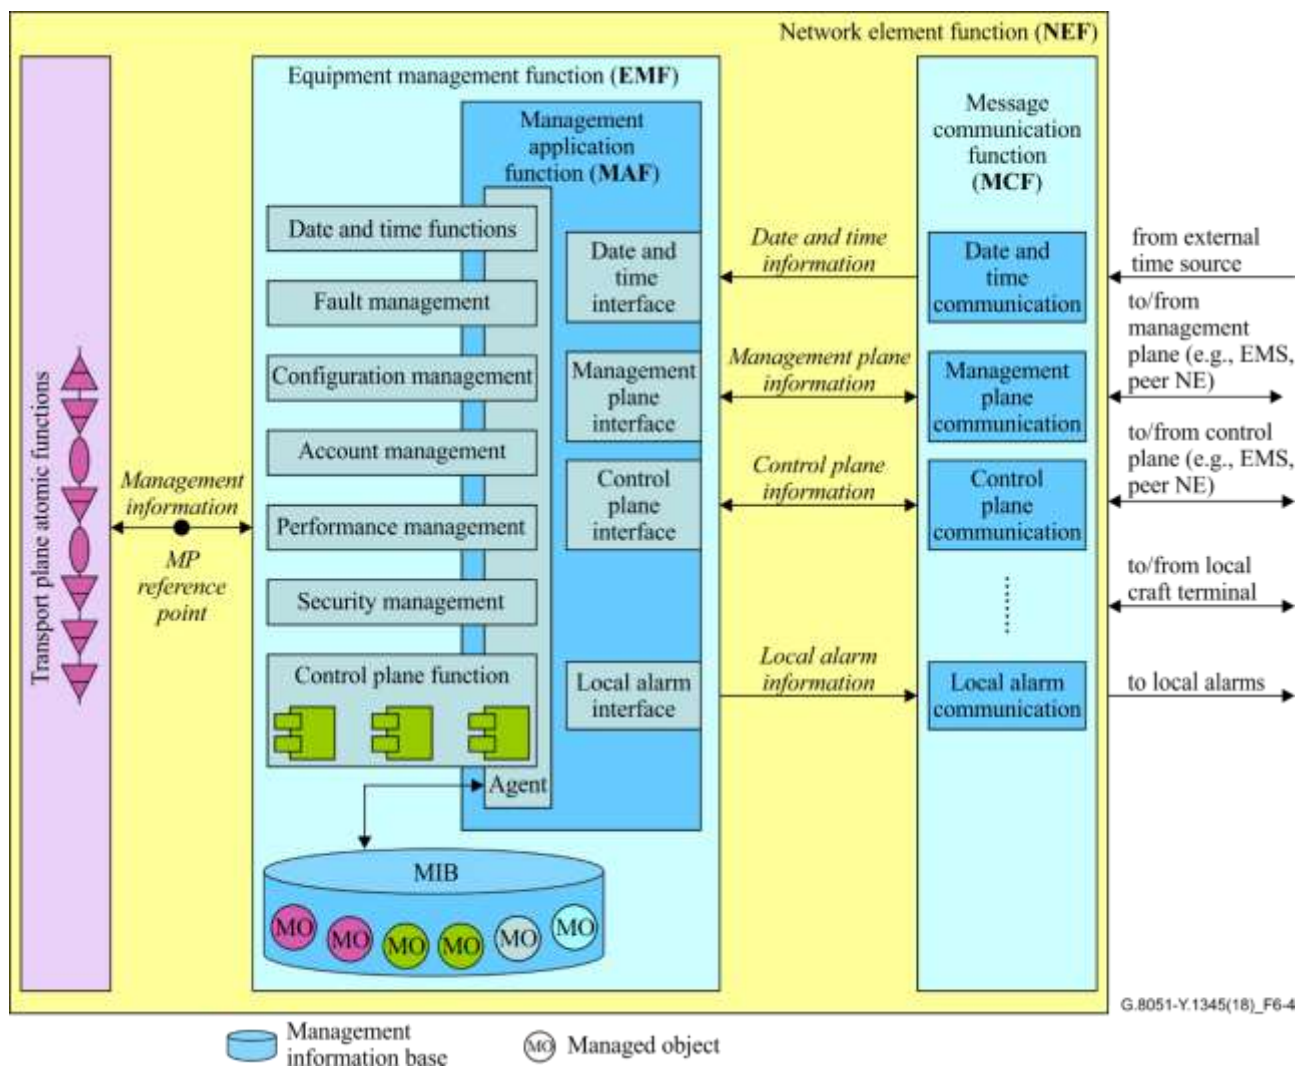 Network element function (NEF)
Equipment management function (EMF)
Management
application
function (MAF)
Message
communication
function
(MCF)
Transport plane atomic functions
Management
information
MP
reference
point
Date and time functions
Fault management
Configuration management
Account management
Performance management
Security management
Control plane function
Agent
Date and
time
interface
Management
plane
interface
Control
plane
interface
Local alarm
interface
Date and time
information
Management plane
information
Control plane
information
Local alarm
information
Date and
time
communication
Management
plane
communication
Control
plane
communication
Local alarm
communication
from external
time source
to/from
management
plane (e.g., EMS,
peer NE)
to/from control
plane (e.g., EMS,
peer NE)
to/from local
craft terminal
to local alarms
MIB
MO
MO
MO
MO
MO
MO
G.8051-Y.1345(18)_F6-4
Management
information base
MO
Managed object